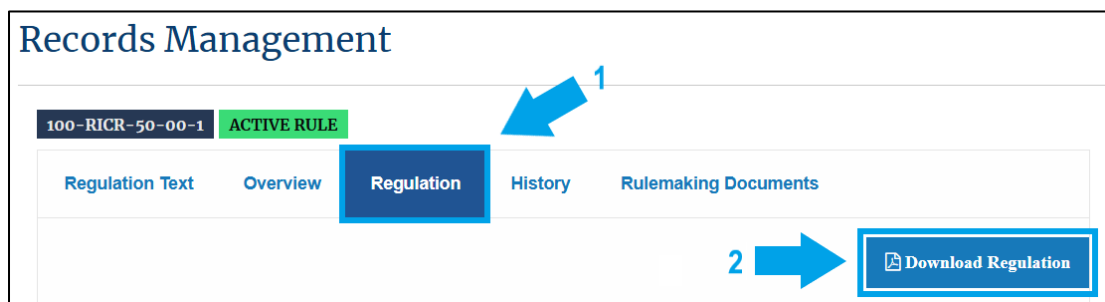 Records Management
1
100-RICR-50-00-1 ACTIVE RULE
Regulation Text Overview Regulation History Rulemaking Documents
2 Download Regulation